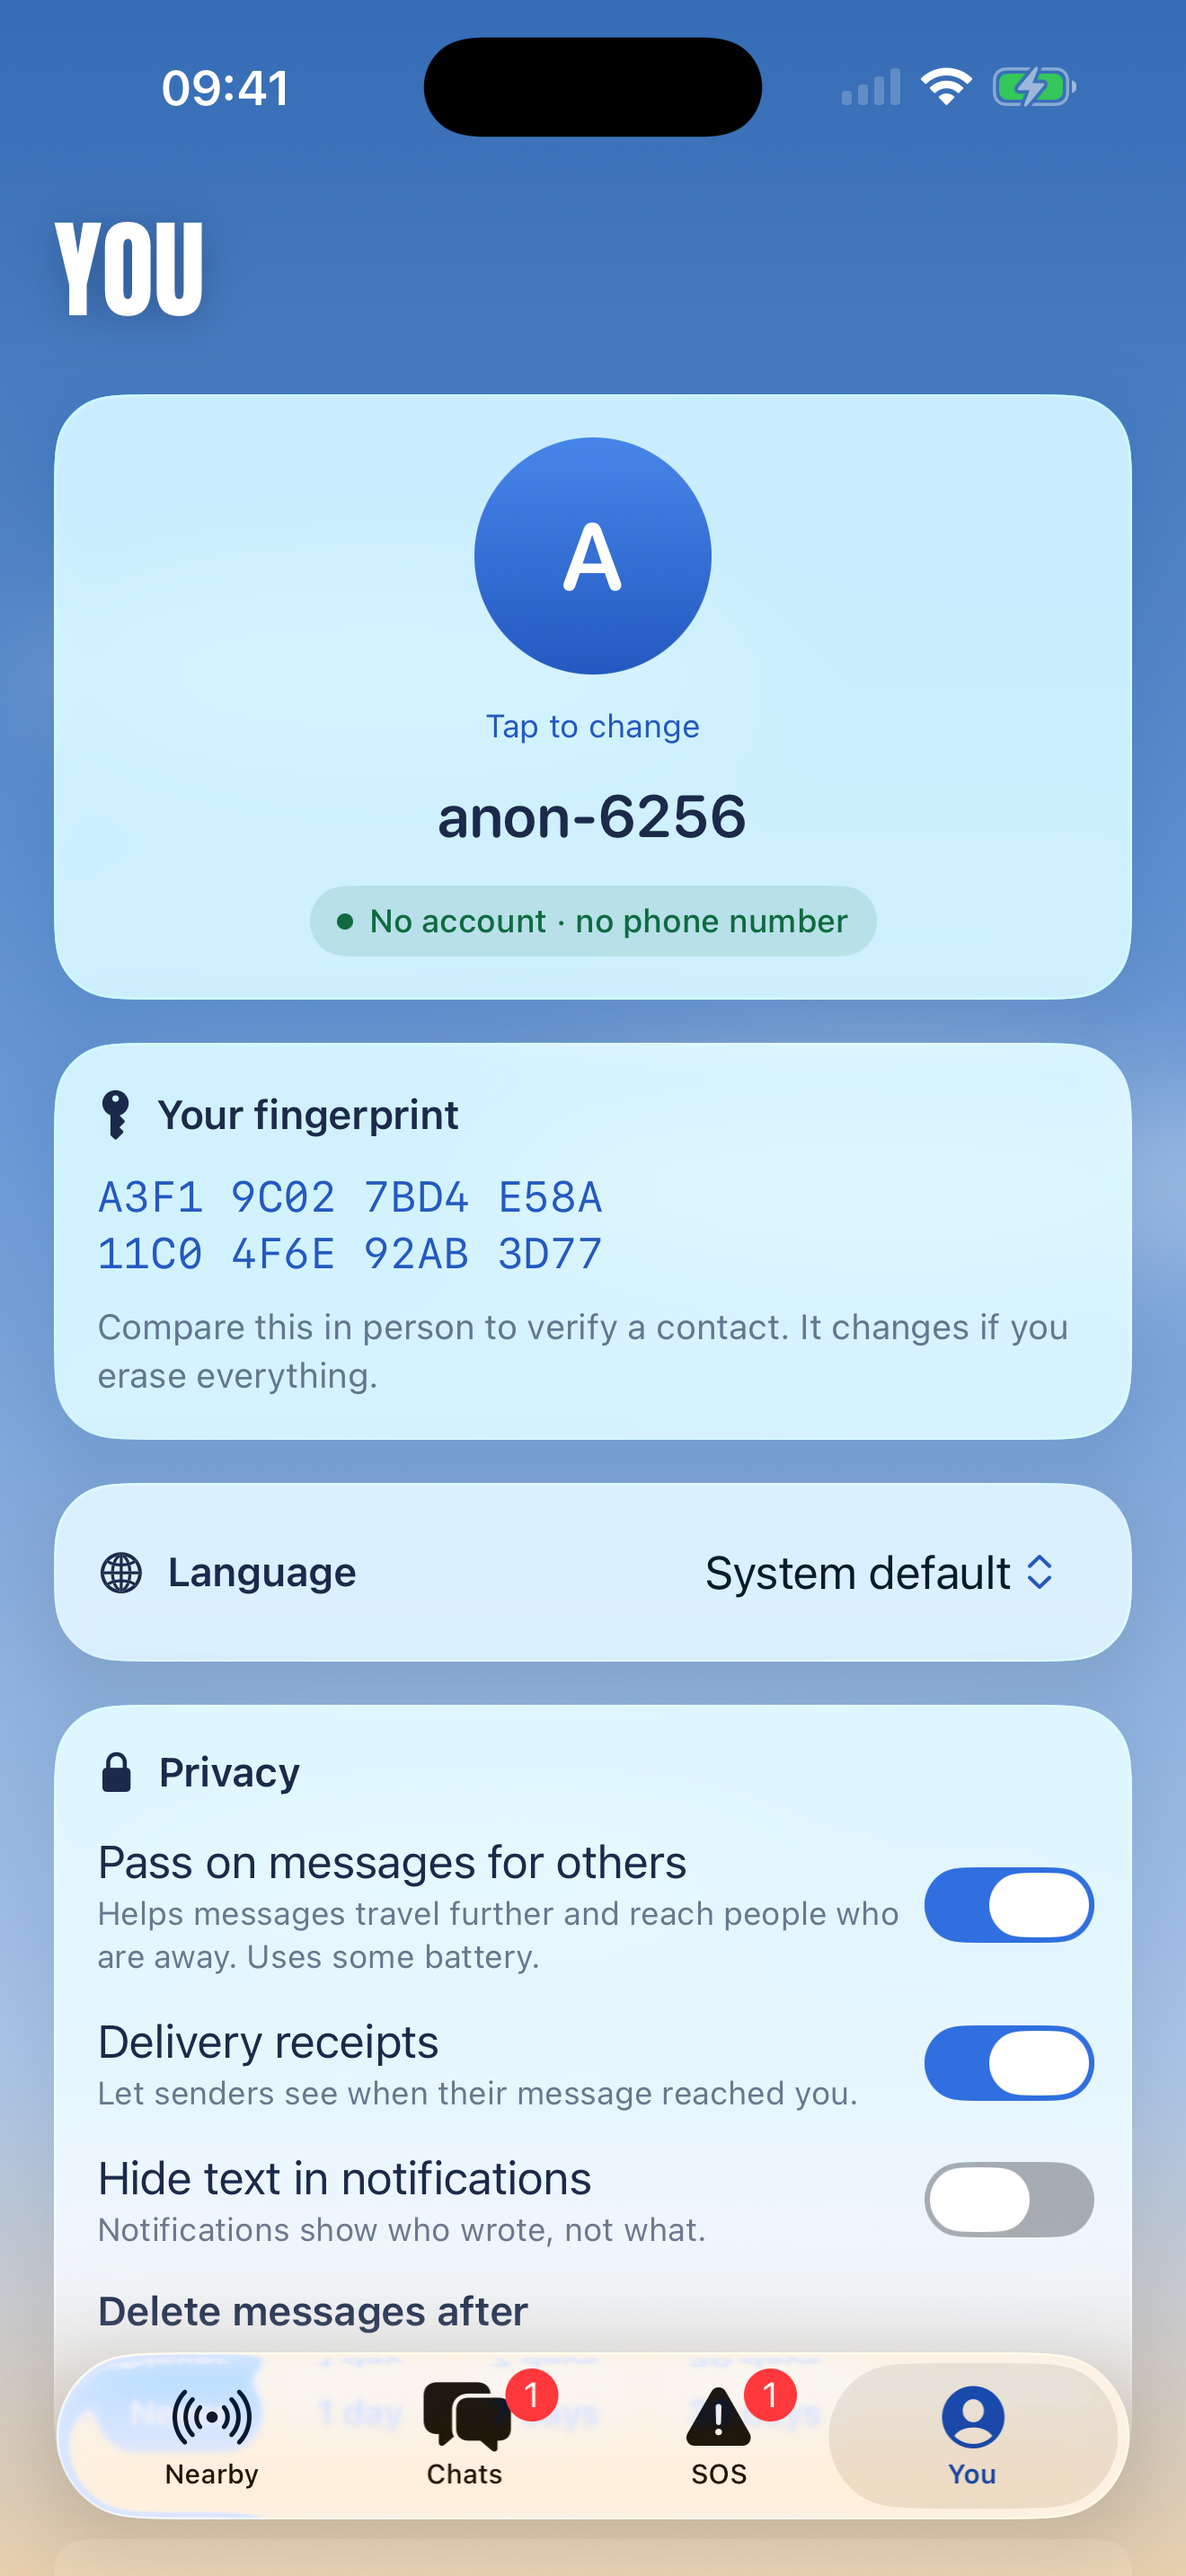 09:41
YOU
A
Tap to change
anon-6256
No account · no phone number
Your fingerprint
A3F1 9C02 7BD4 E58A
11C0 4F6E 92AB 3D77
Compare this in person to verify a contact. It changes if you
erase everything.
Language
System default
Privacy
Pass on messages for others
Helps messages travel further and reach people who
are away. Uses some battery.
Delivery receipts
Let senders see when their message reached you.
Hide text in notifications
Notifications show who wrote, not what.
Delete messages after
1 day
1
1
Nearby
Chats
SOS
You